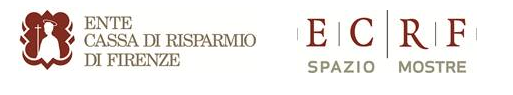 ENTE
CASSA DI RISPARMIO
DI FIRENZE
E C R F
SPAZIO MOSTRE